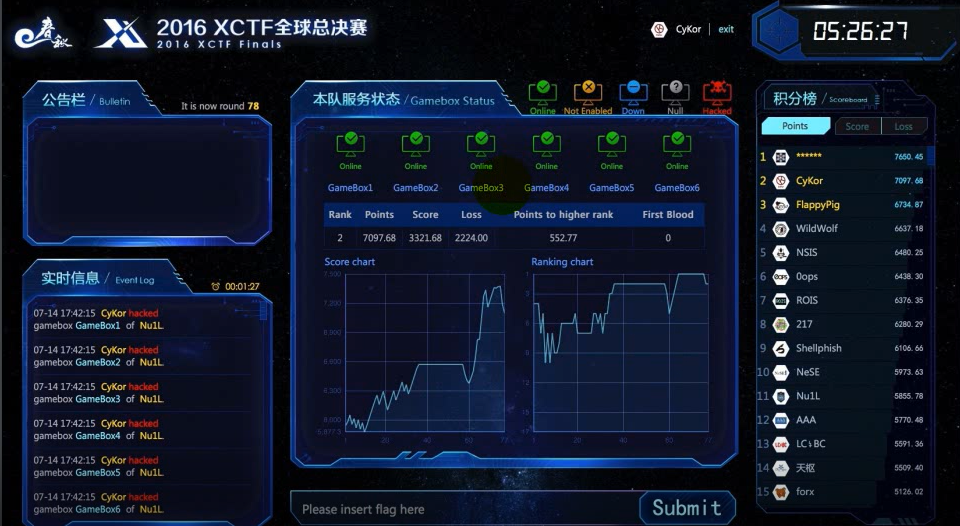 春秋
2016 XCTF全球总决赛
2016 XCTF Finals
CyKor
exit
05:26:27
公告栏 / Bulletin
It is now round 78
本队服务状态 / Gamebox Status
Online
Not Enabled
Down
Null
Hacked
Online
Online
Online
Online
Online
Online
GameBox1
GameBox2
GameBox3
GameBox4
GameBox5
GameBox6
Rank Points Score Loss Points to higher rank First Blood
2 7097.68 3321.68 2224.00 552.77 0
Score chart
Ranking chart
实时信息 / Event Log
00:01:27
07-14 17:42:15 CyKor hacked
gamebox GameBox1 of Nu1L.
07-14 17:42:15 CyKor hacked
gamebox GameBox2 of Nu1L.
07-14 17:42:15 CyKor hacked
gamebox GameBox3 of Nu1L.
07-14 17:42:15 CyKor hacked
gamebox GameBox4 of Nu1L.
07-14 17:42:15 CyKor hacked
gamebox GameBox5 of Nu1L.
07-14 17:42:15 CyKor hacked
gamebox GameBox6 of Nu1L.
Please insert flag here
Submit
积分榜 / Scoreboard
Points
Score
Loss
1 ****** 7650.45
2 CyKor 7097.68
3 FlappyPig 6734.87
4 WildWolf 6637.18
5 NSIS 6480.25
6 0ops 6438.30
7 ROIS 6376.35
8 217 6280.29
9 Shellphish 6106.66
10 NeSE 5973.63
11 Nu1L 5855.78
12 AAA 5770.48
13 LC↯BC 5591.36
14 天枢 5509.40
15 forx 5126.02